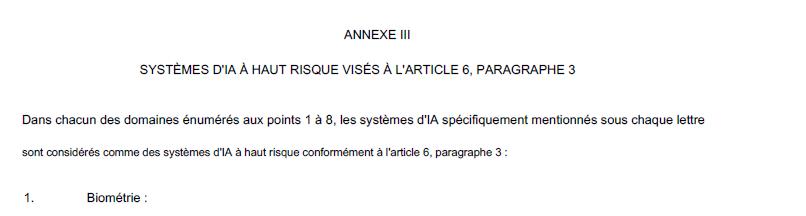 ANNEXE III
SYSTÈMES D'IA À HAUT RISQUE VISÉS À L'ARTICLE 6, PARAGRAPHE 3
Dans chacun des domaines énumérés aux points 1 à 8, les systèmes d'IA spécifiquement mentionnés sous chaque lettre
sont considérés comme des systèmes d'IA à haut risque conformément à l'article 6, paragraphe 3 :
1. Biométrie :